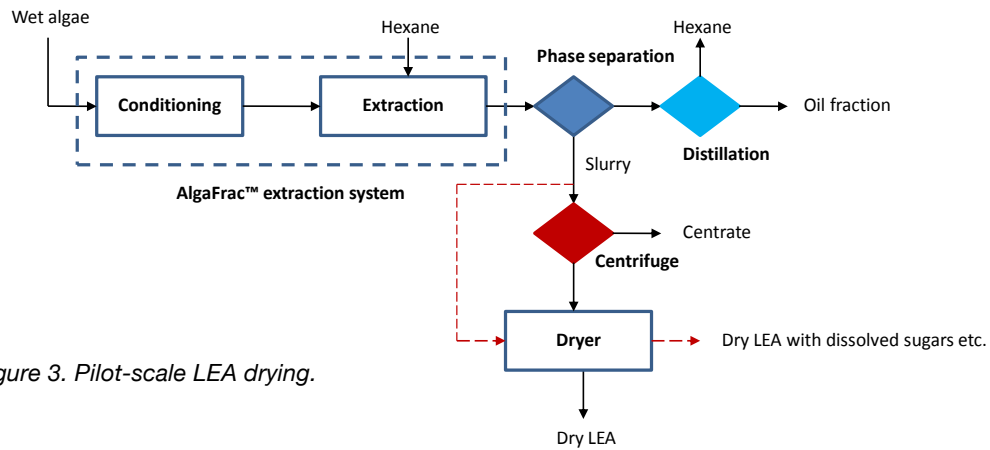 Wet algae
Hexane
Hexane
Phase separation
Conditioning
Extraction
Oil fraction
Distillation
Slurry
AlgaFrac™ extraction system
Centrate
Centrifuge
Dryer
Dry LEA with dissolved sugars etc.
gure 3. Pilot-scale LEA drying.
Dry LEA